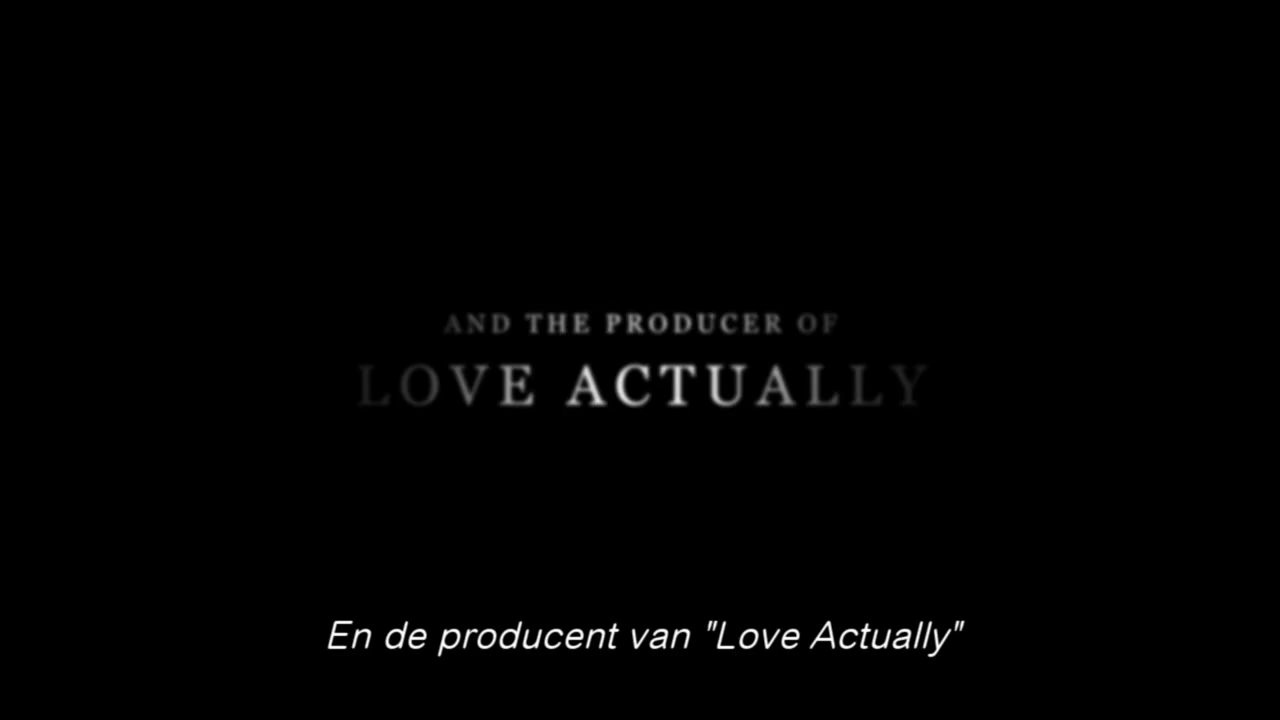 AND THE PRODUCER OF
LOVE ACTUALLY
En de producent van "Love Actually"